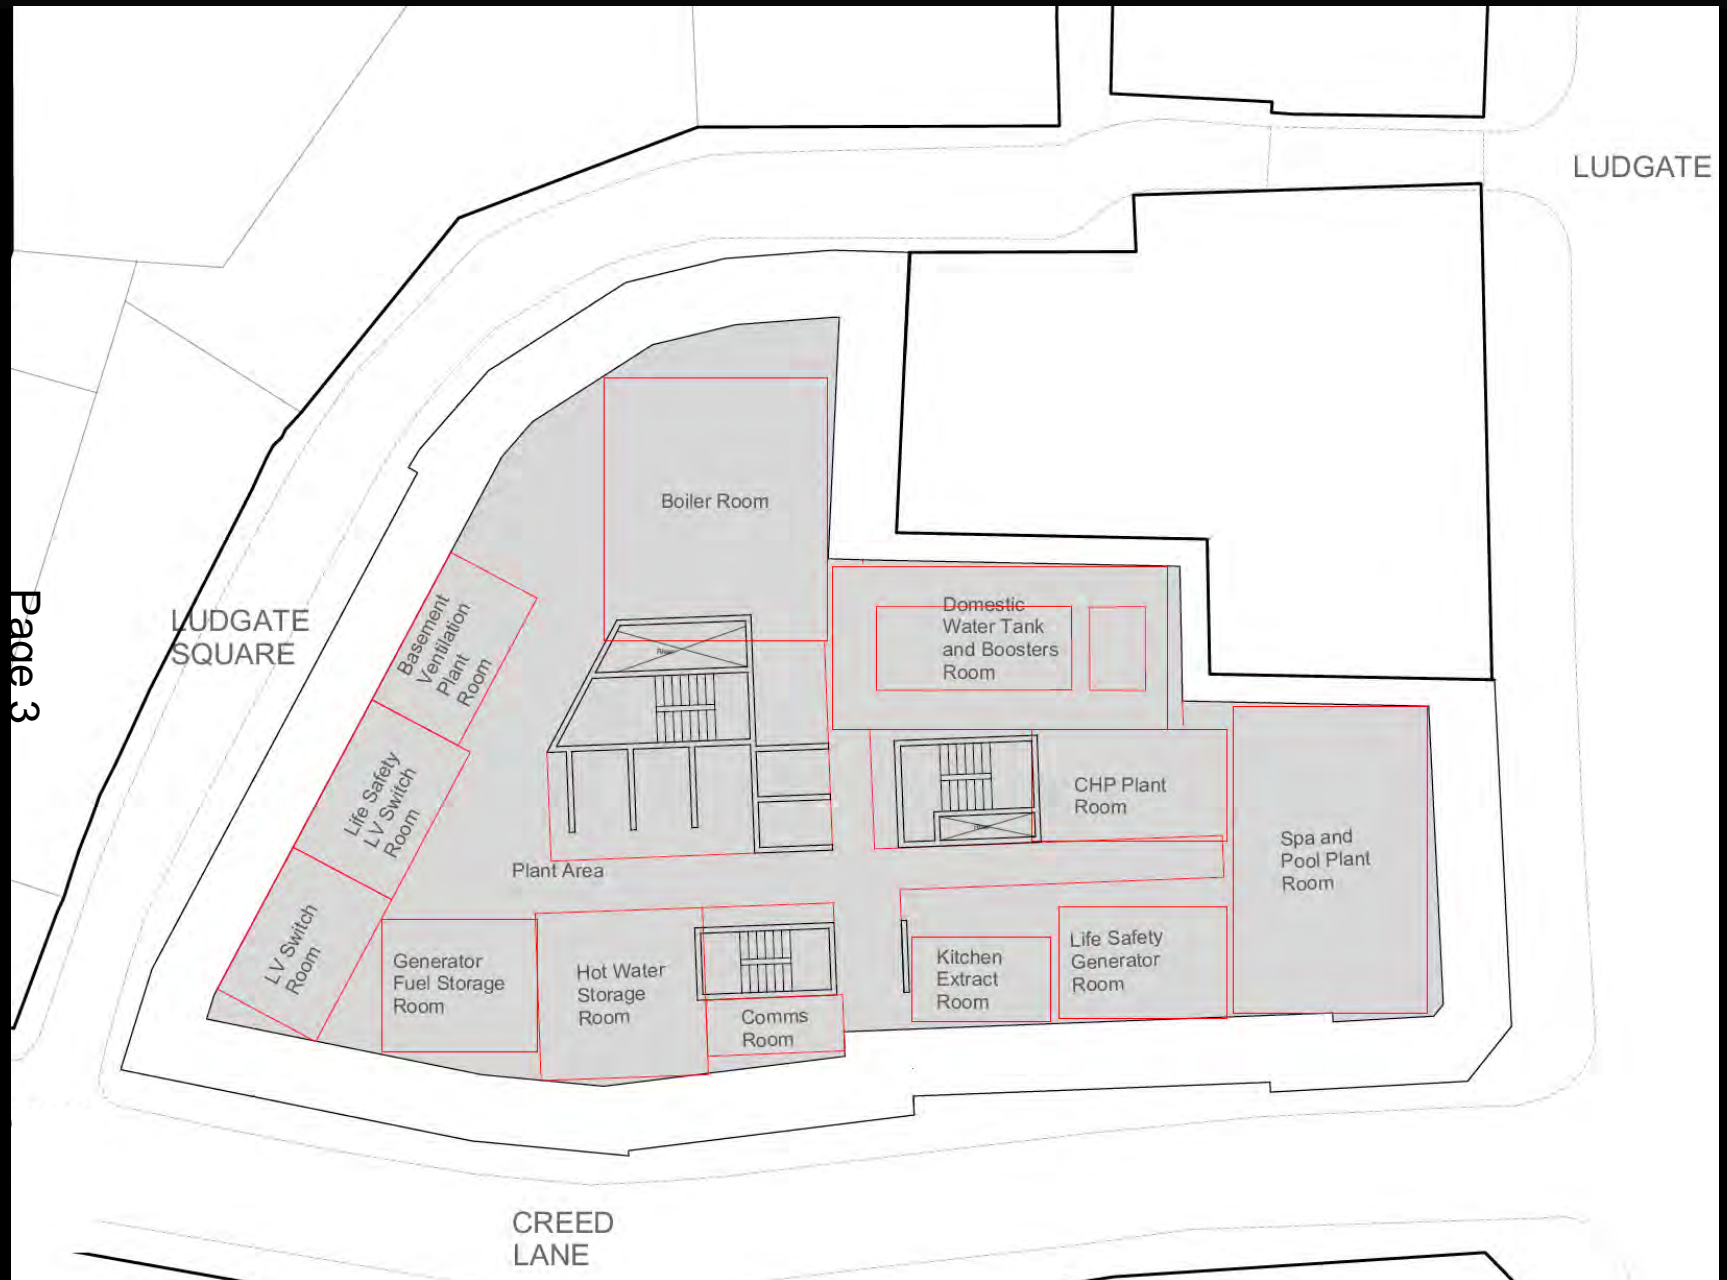 LUDGATE
Boiler Room
Basement
Ventilation
Plant
Room
Domestic
Water Tank
and Boosters
Room
LUDGATE
SQUARE
Page 3
Life Safety
LV Switch
Room
CHP Plant
Room
Spa and
Pool Plant
Room
Plant Area
LV Switch
Room
Generator
Fuel Storage
Room
Hot Water
Storage
Room
Comms
Room
Kitchen
Extract
Room
Life Safety
Generator
Room
CREED
LANE